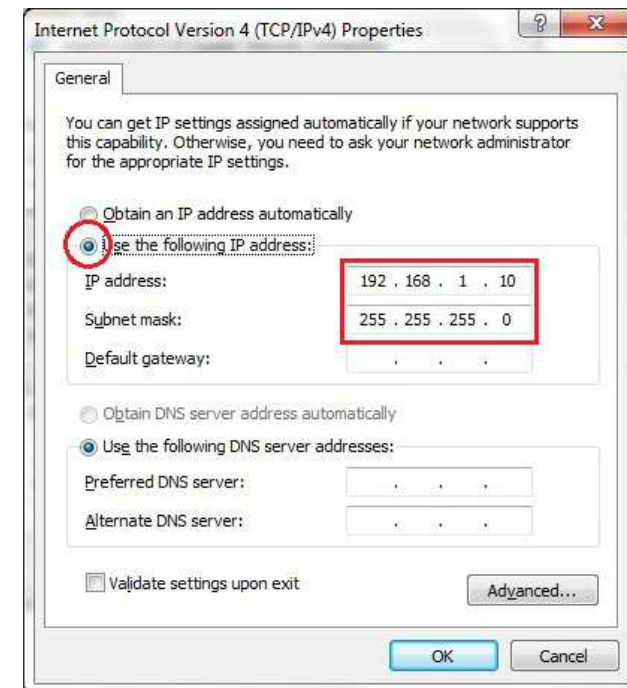 Internet Protocol Version 4 (TCP/IPv4) Properties
General
You can get IP settings assigned automatically if your network supports
this capability. Otherwise, you need to ask your network administrator
for the appropriate IP settings.
Obtain an IP address automatically
Use the following IP address:
IP address: 192 . 168 . 1 . 10
Subnet mask: 255 . 255 . 255 . 0
Default gateway: . . .
Obtain DNS server address automatically
Use the following DNS server addresses:
Preferred DNS server: . . .
Alternate DNS server: . . .
Validate settings upon exit
Advanced...
OK Cancel